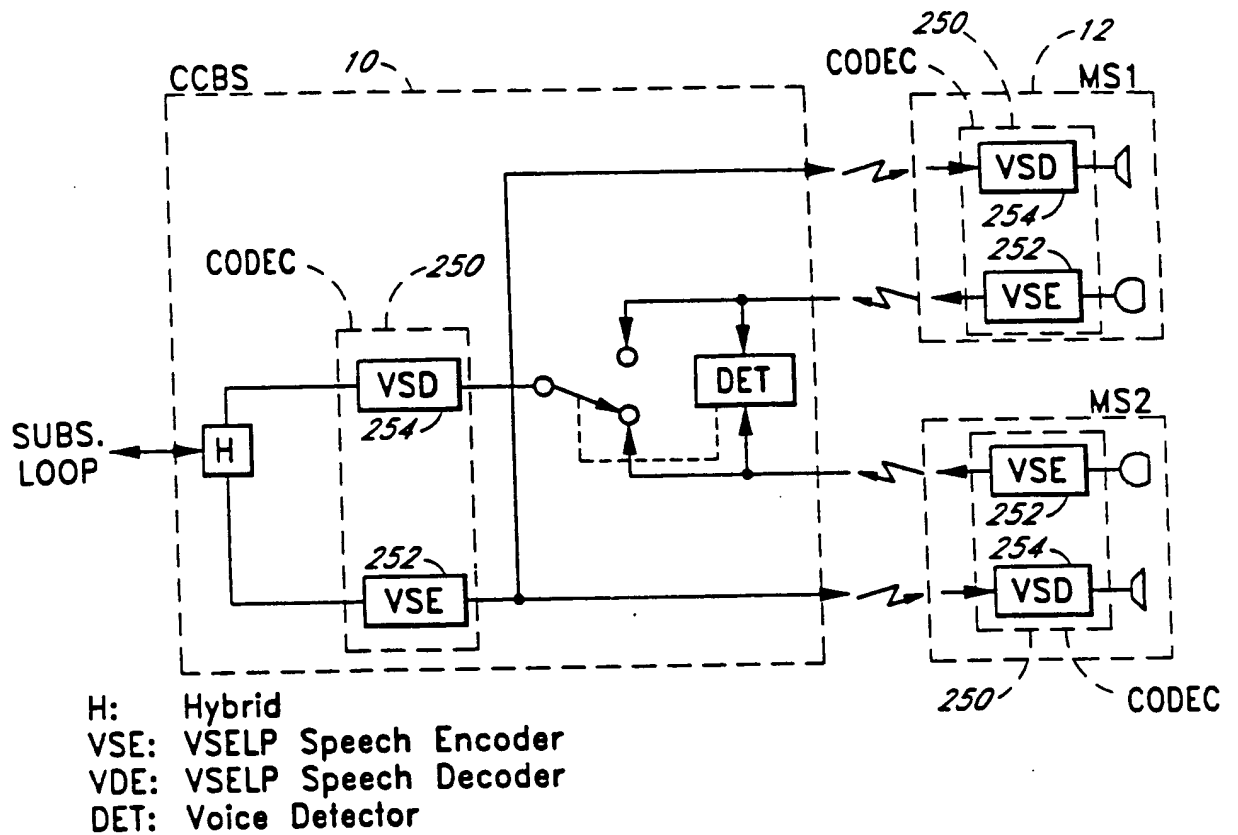 250
12
CCBS
10
CODEC
MS1
VSD
254
252
VSE
CODEC
250
VSD
254
DET
SUBS.
LOOP
H
MS2
VSE
252
252
VSE
254
VSD
250
CODEC
H: Hybrid
VSE: VSELP Speech Encoder
VDE: VSELP Speech Decoder
DET: Voice Detector